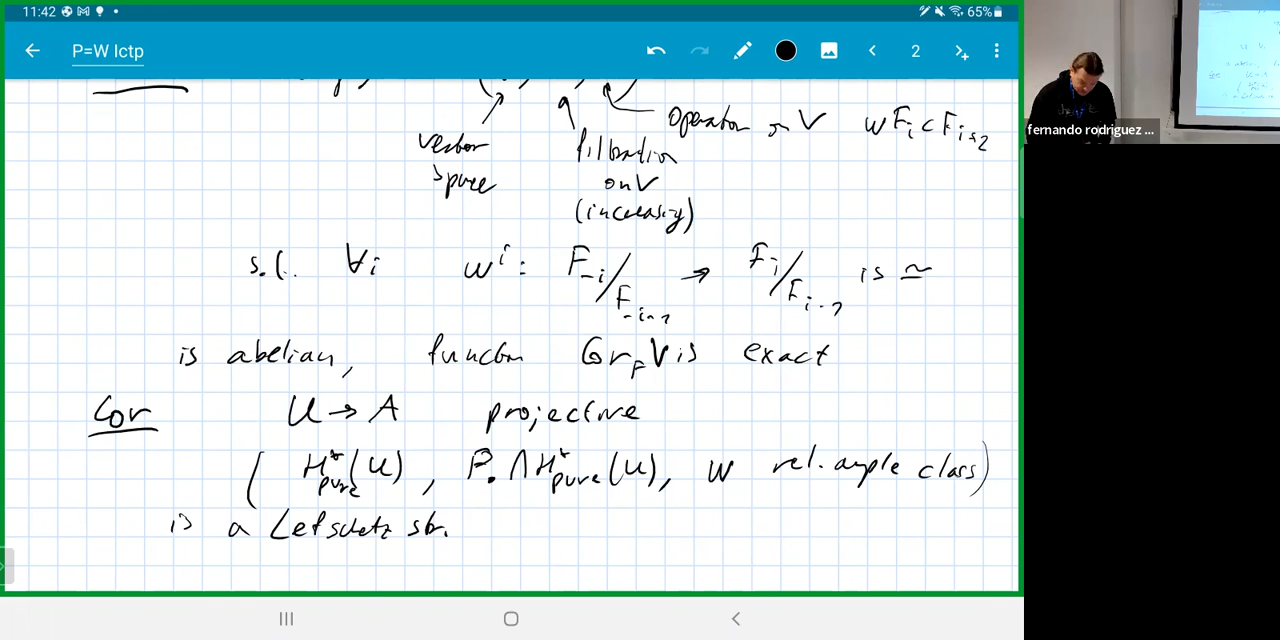 11:42
65%
P=W Ictp
2
operator on V wF_i ⊂ F_{i+2}
vector space
filtration on V (increasing)
s.t. ∀i w^i : F_{-i}/F_{-i-1} → F_i/F_{i-1} is ≃
is abelian, functor Gr_F V is exact
Cor U → A projective
( H^*_{pure}(U), P. ∩ H^*_{pure}(U), w rel. ample class)
is a Lefschetz str.
fernando rodriguez ...